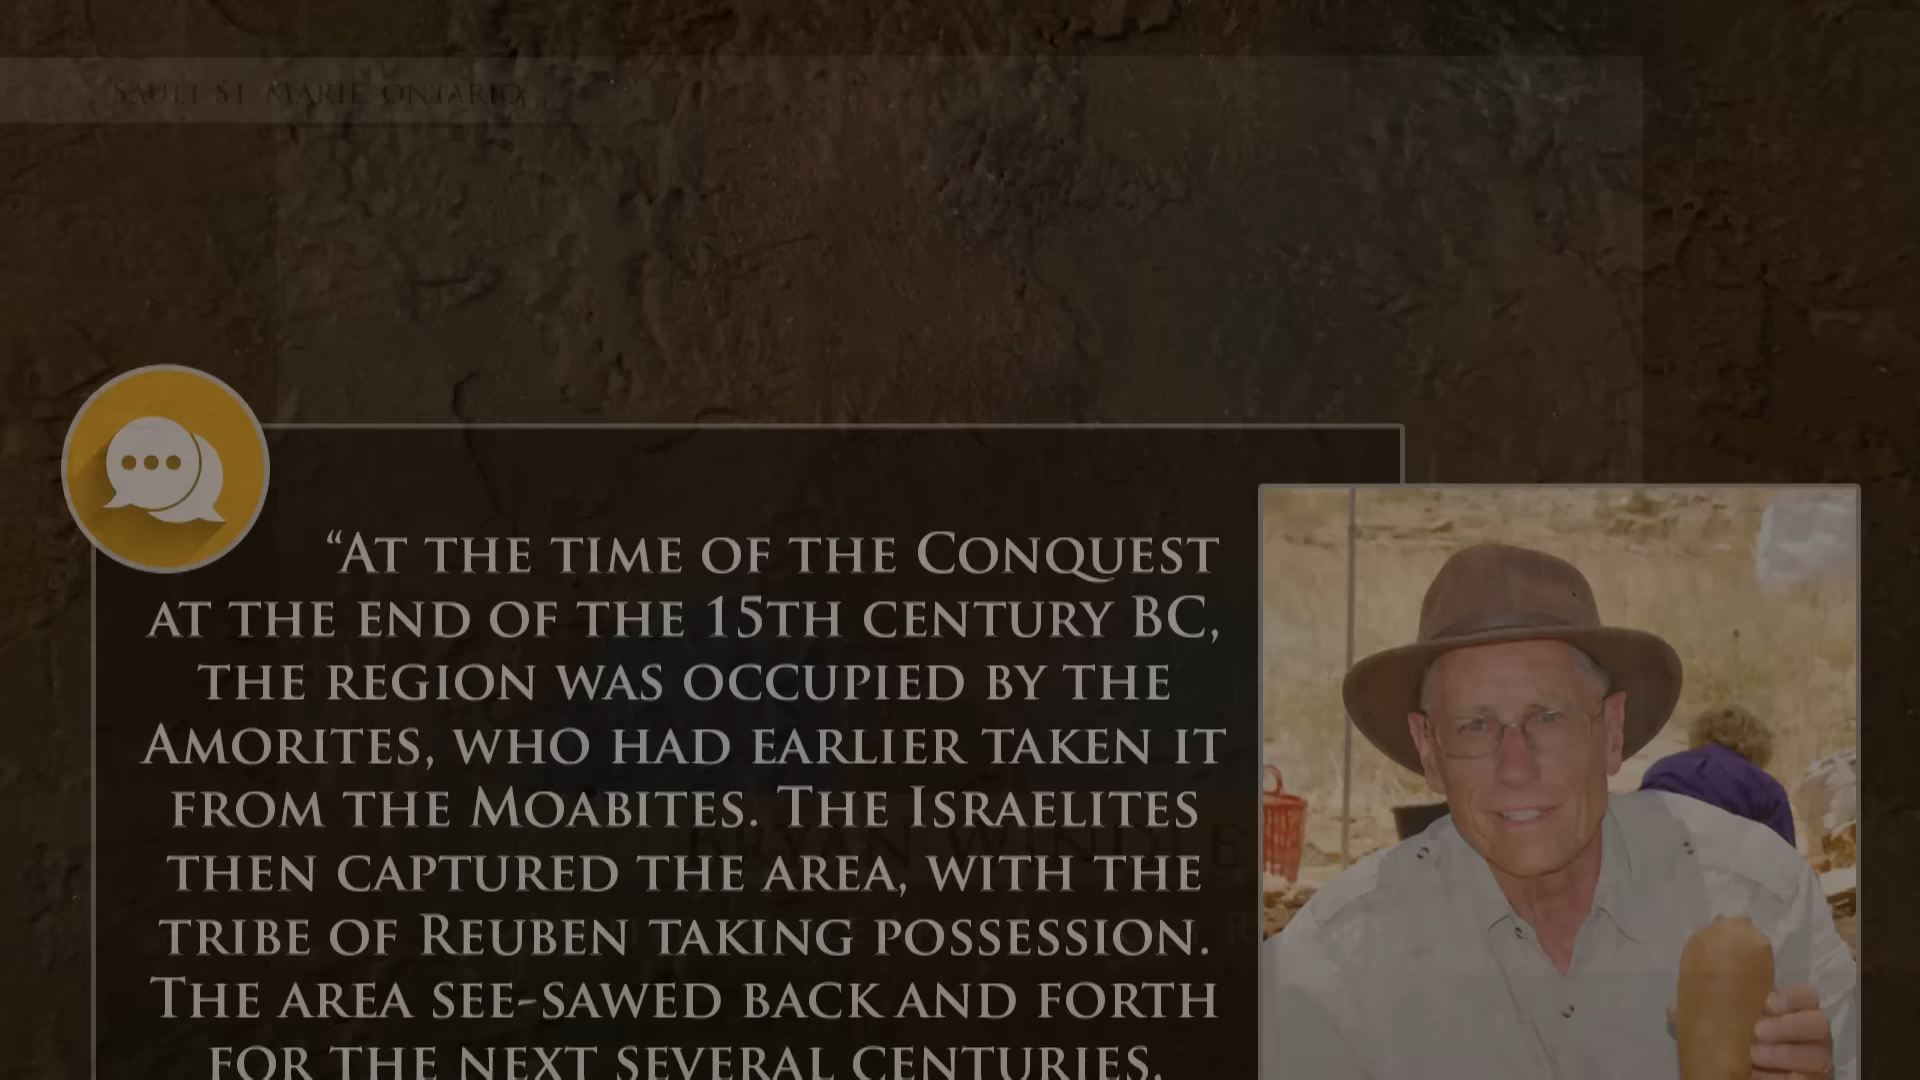 SAULT ST. MARIE, ONTARIO
“AT THE TIME OF THE CONQUEST
AT THE END OF THE 15TH CENTURY BC,
THE REGION WAS OCCUPIED BY THE
AMORITES, WHO HAD EARLIER TAKEN IT
FROM THE MOABITES. THE ISRAELITES
THEN CAPTURED THE AREA, WITH THE
TRIBE OF REUBEN TAKING POSSESSION.
THE AREA SEE-SAWED BACK AND FORTH
FOR THE NEXT SEVERAL CENTURIES,
BRYAN WINDLE